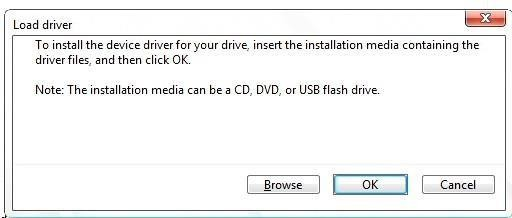 Load driver
To install the device driver for your drive, insert the installation media containing the
driver files, and then click OK.
Note: The installation media can be a CD, DVD, or USB flash drive.
Browse OK Cancel